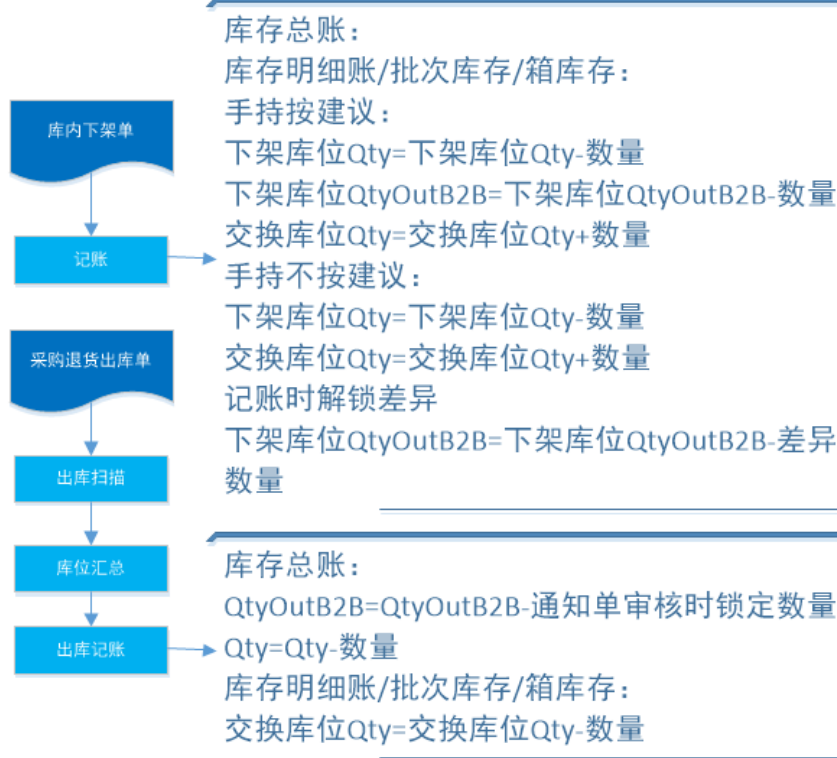 库存总账：
库存明细账/批次库存/箱库存：
手持按建议：
下架库位Qty=下架库位Qty-数量
下架库位QtyOutB2B=下架库位QtyOutB2B-数量
交换库位Qty=交换库位Qty+数量
手持不按建议：
下架库位Qty=下架库位Qty-数量
交换库位Qty=交换库位Qty+数量
记账时解锁差异
下架库位QtyOutB2B=下架库位QtyOutB2B-差异
数量
库内下架单
记账
采购退货出库单
出库扫描
库位汇总
出库记账
库存总账：
QtyOutB2B=QtyOutB2B-通知单审核时锁定数量
Qty=Qty-数量
库存明细账/批次库存/箱库存：
交换库位Qty=交换库位Qty-数量